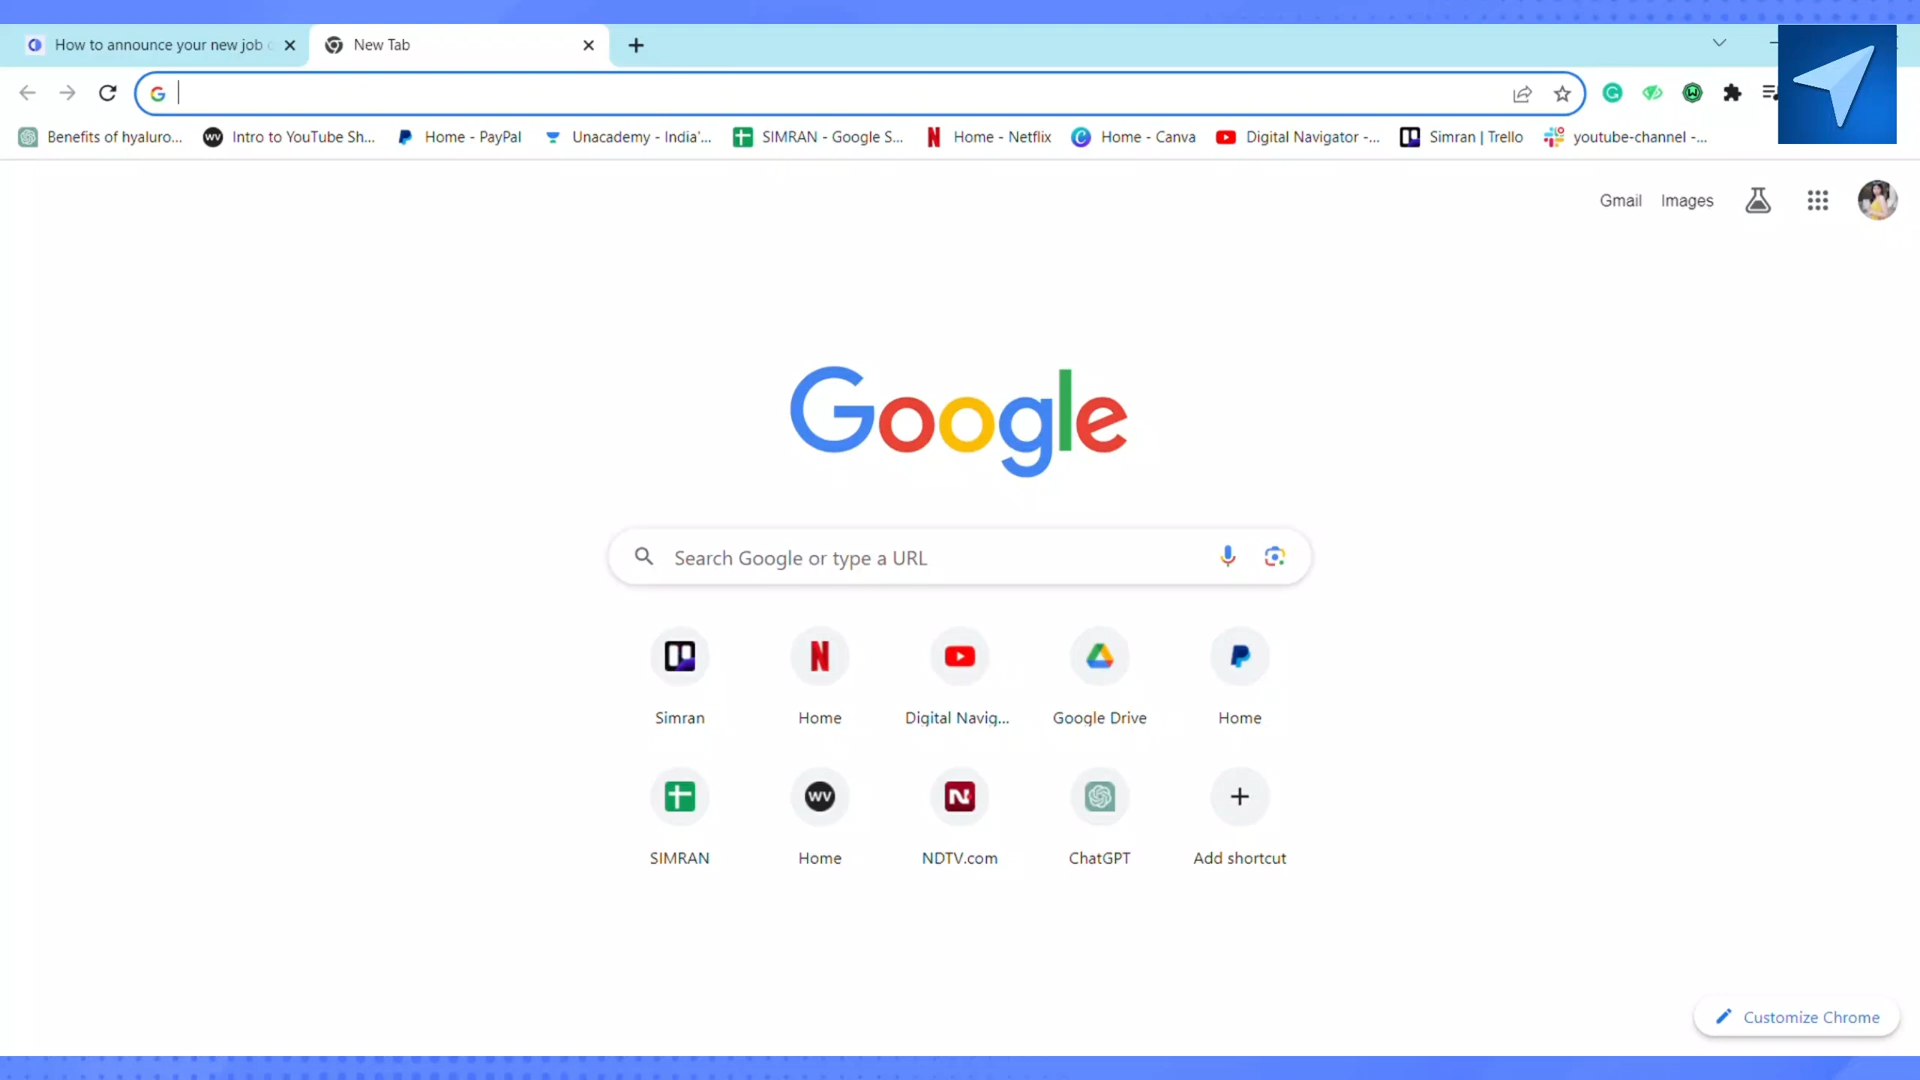 How to announce your new job
New Tab
Benefits of hyaluro...
Intro to YouTube Sh...
Home - PayPal
Unacademy - India'...
SIMRAN - Google S...
Home - Netflix
Home - Canva
Digital Navigator -...
Simran | Trello
youtube-channel -...
Gmail
Images
Google
Search Google or type a URL
Simran
Home
Digital Navig...
Google Drive
Home
SIMRAN
Home
NDTV.com
ChatGPT
Add shortcut
Customize Chrome